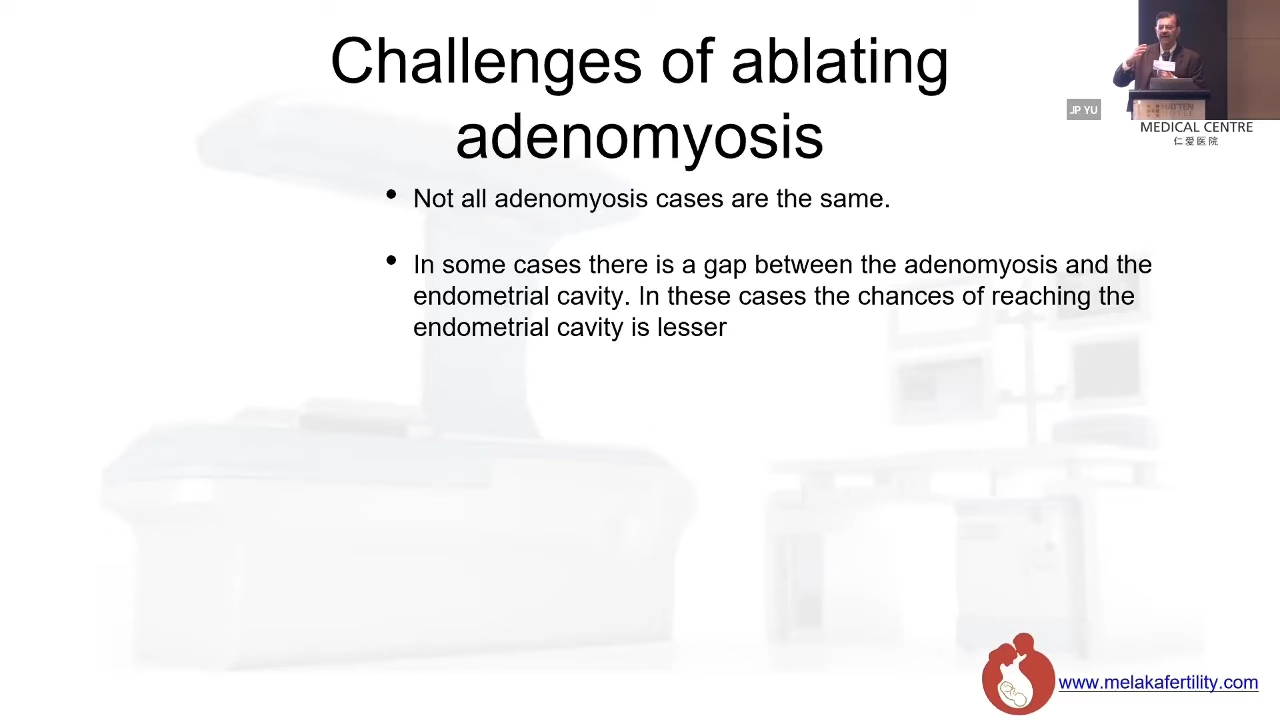 Challenges of ablating
adenomyosis
JP YU
MEDICAL CENTRE
仁爱医院
• Not all adenomyosis cases are the same.
• In some cases there is a gap between the adenomyosis and the
endometrial cavity. In these cases the chances of reaching the
endometrial cavity is lesser
www.melakafertility.com